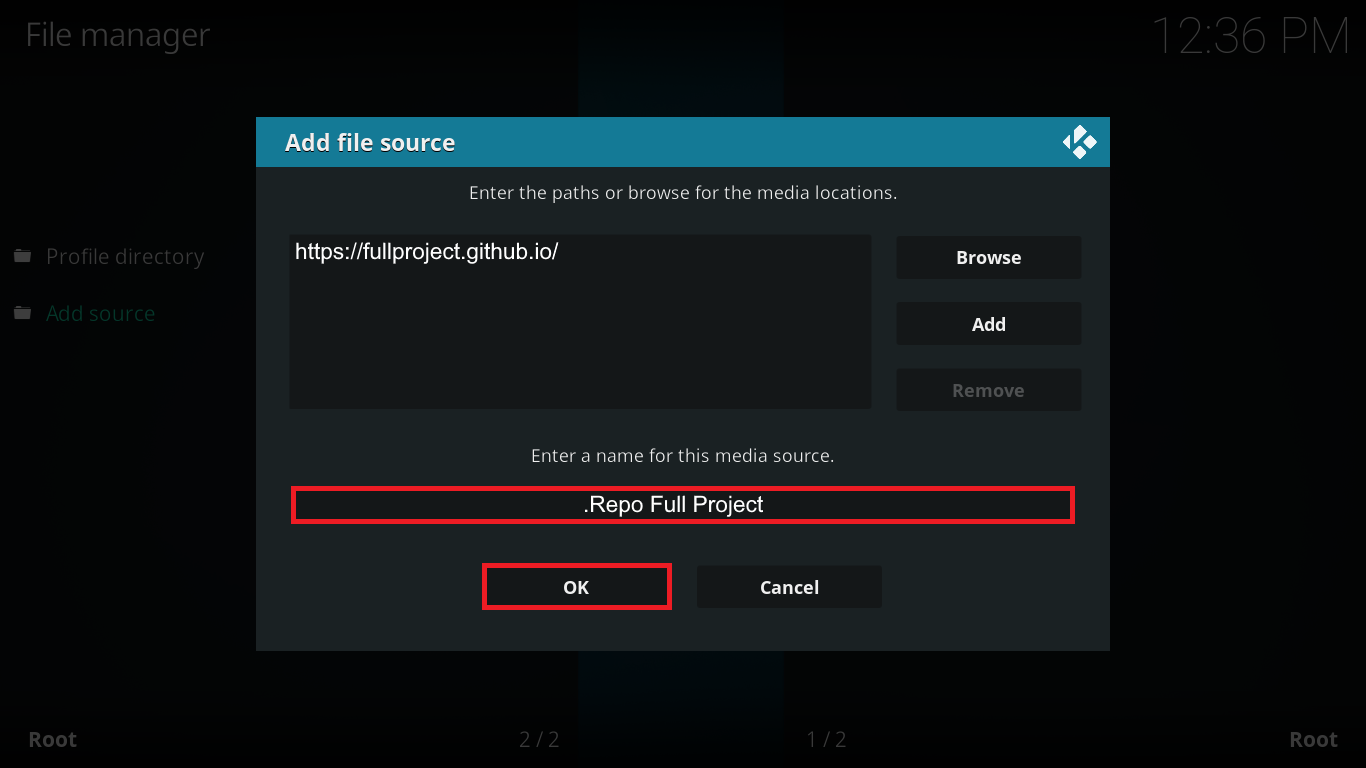 File manager
12:36 PM
Add file source
Enter the paths or browse for the media locations.
https://fullproject.github.io/
Browse
Profile directory
Add source
Add
Remove
Enter a name for this media source.
.Repo Full Project
OK
Cancel
Root
2 / 2
1 / 2
Root